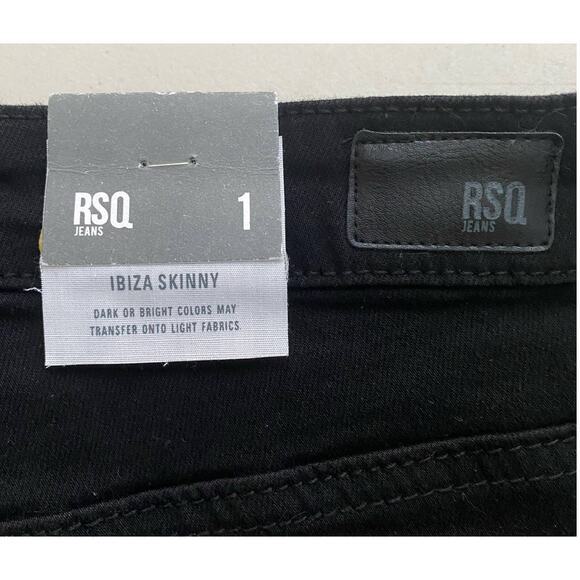 RSQ 1
JEANS
IBIZA SKINNY
DARK OR BRIGHT COLORS MAY
TRANSFER ONTO LIGHT FABRICS
RSQ
JEANS